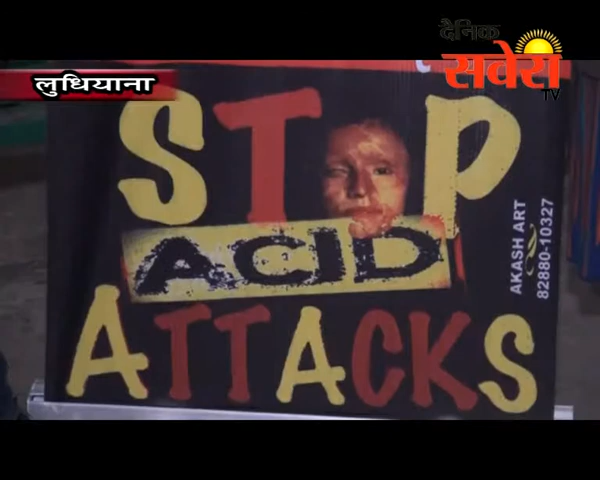 दैनिक
सवेरा
TV
लुधियाना
STOP
ACID
ATTACKS
AKASH ART
82880-10327